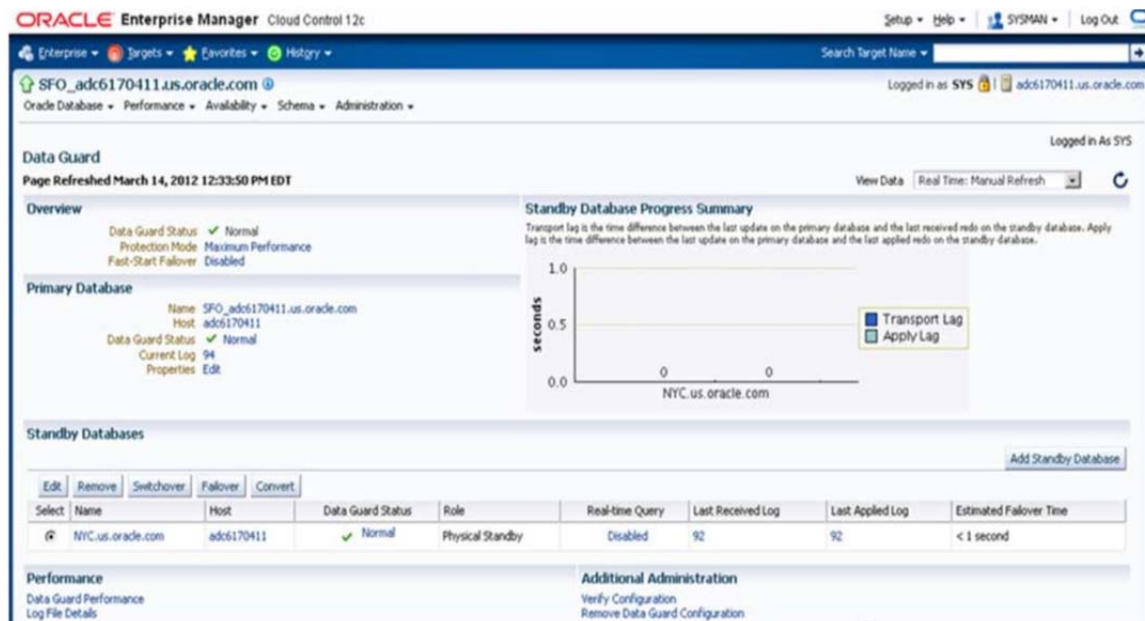 ORACLE Enterprise Manager Cloud Control 12c
Setup Help SYSMAN Log Out
Enterprise Targets Favorites History
Search Target Name
SFO_adc6170411.us.oracle.com
Logged in as SYS adc6170411.us.oracle.com
Oracle Database Performance Availability Schema Administration
Logged in As SYS
Data Guard
Page Refreshed March 14, 2012 12:33:50 PM EDT
View Data Real Time: Manual Refresh
Overview
Data Guard Status Normal
Protection Mode Maximum Performance
Fast-Start Failover Disabled
Primary Database
Name SFO_adc6170411.us.oracle.com
Host adc6170411
Data Guard Status Normal
Current Log 94
Properties Edit
Standby Database Progress Summary
Transport lag is the time difference between the last update on the primary database and the last received redo on the standby database. Apply
lag is the time difference between the last update on the primary database and the last applied redo on the standby database.
1.0
0.5
0.0
seconds
0 0
NYC.us.oracle.com
Transport Lag
Apply Lag
Standby Databases
Add Standby Database
Edit Remove Switchover Failover Convert
Select Name Host Data Guard Status Role Real-time Query Last Received Log Last Applied Log Estimated Failover Time
NYC.us.oracle.com adc6170411 Normal Physical Standby Disabled 92 92 < 1 second
Performance
Data Guard Performance
Log File Details
Additional Administration
Verify Configuration
Remove Data Guard Configuration